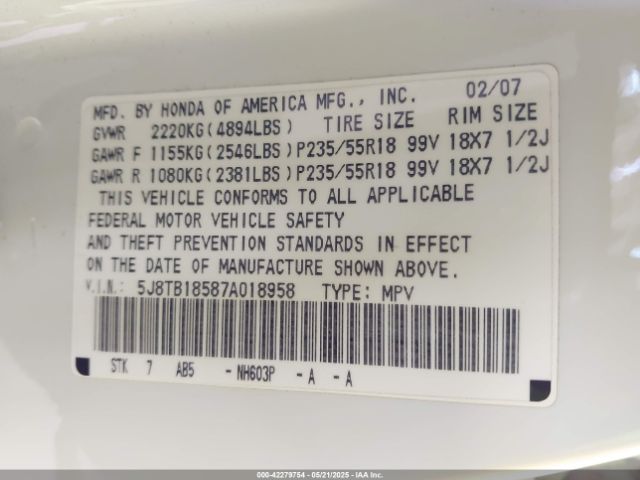 MFD. BY HONDA OF AMERICA MFG., INC. 02/07
GVWR 2220KG(4894LBS) TIRE SIZE RIM SIZE
GAWR F 1155KG(2546LBS)P235/55R18 99V 18X7 1/2J
GAWR R 1080KG(2381LBS)P235/55R18 99V 18X7 1/2J
THIS VEHICLE CONFORMS TO ALL APPLICABLE
FEDERAL MOTOR VEHICLE SAFETY
AND THEFT PREVENTION STANDARDS IN EFFECT
ON THE DATE OF MANUFACTURE SHOWN ABOVE.
V.I.N.: 5J8TB18587A018958 TYPE: MPV
STK 7 AB5 - NH603P - A - A
000-42279754 - 05/21/2025 - IAA Inc.